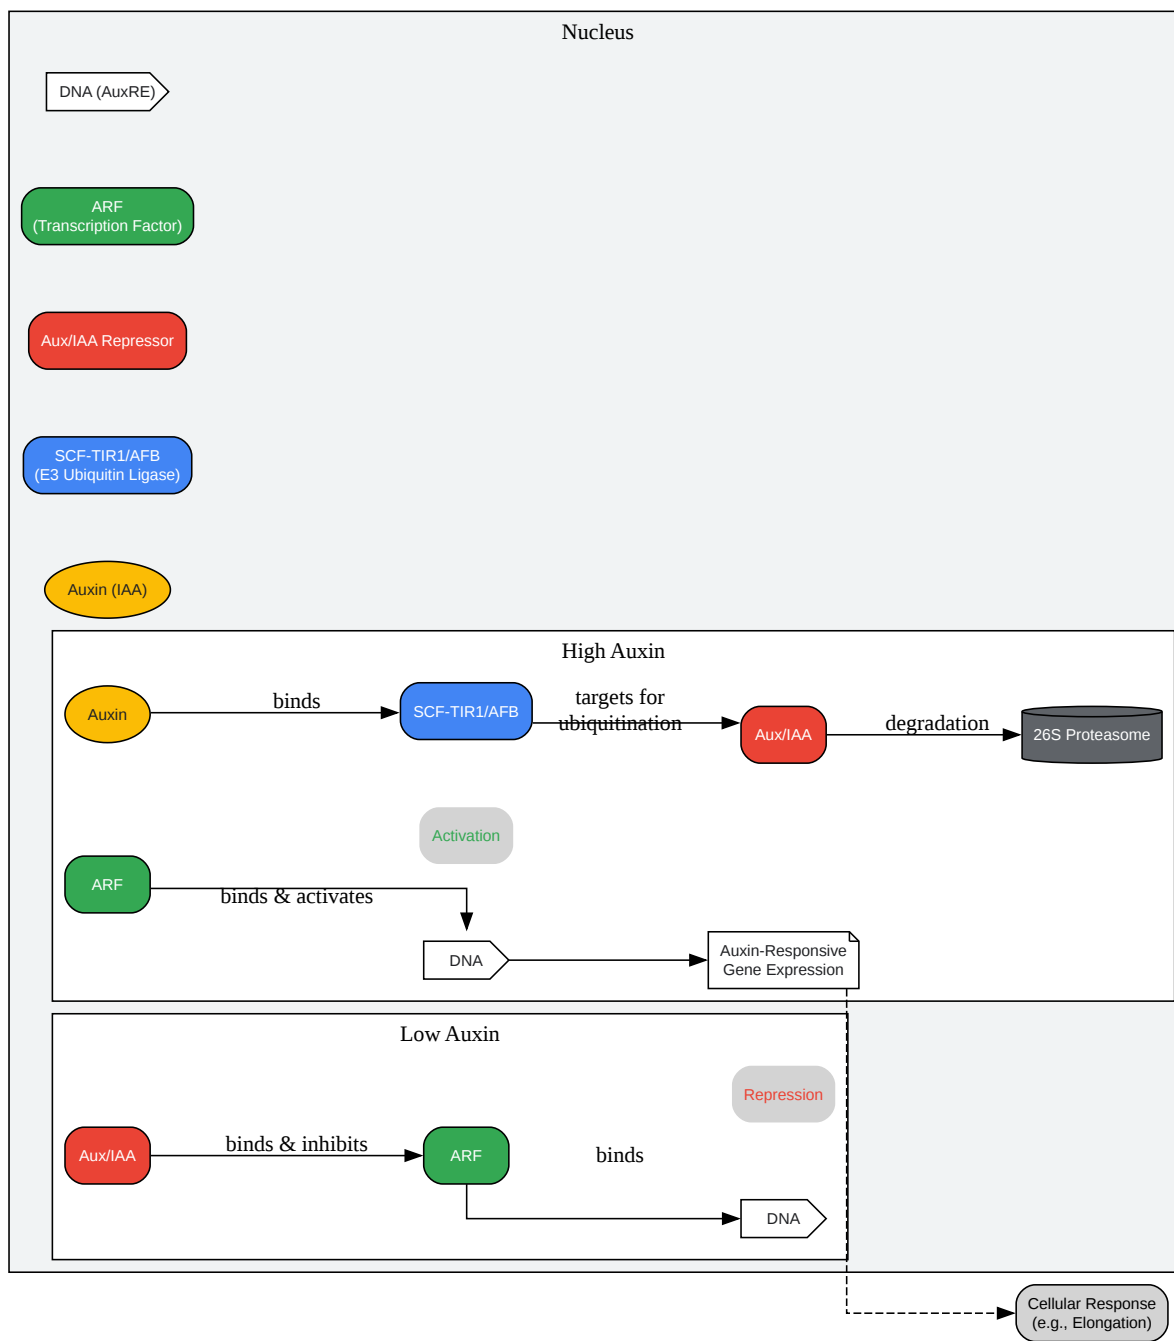 Nucleus
DNA (AuxRE)
ARF
(Transcription Factor)
Aux/IAA Repressor
SCF-TIR1/AFB
(E3 Ubiquitin Ligase)
Auxin (IAA)
High Auxin
Auxin
binds
SCF-TIR1/AFB
targets for
ubiquitination
Aux/IAA
degradation
26S Proteasome
Activation
ARF
binds & activates
DNA
Auxin-Responsive
Gene Expression
Low Auxin
Repression
Aux/IAA
binds & inhibits
ARF
binds
DNA
Cellular Response
(e.g., Elongation)